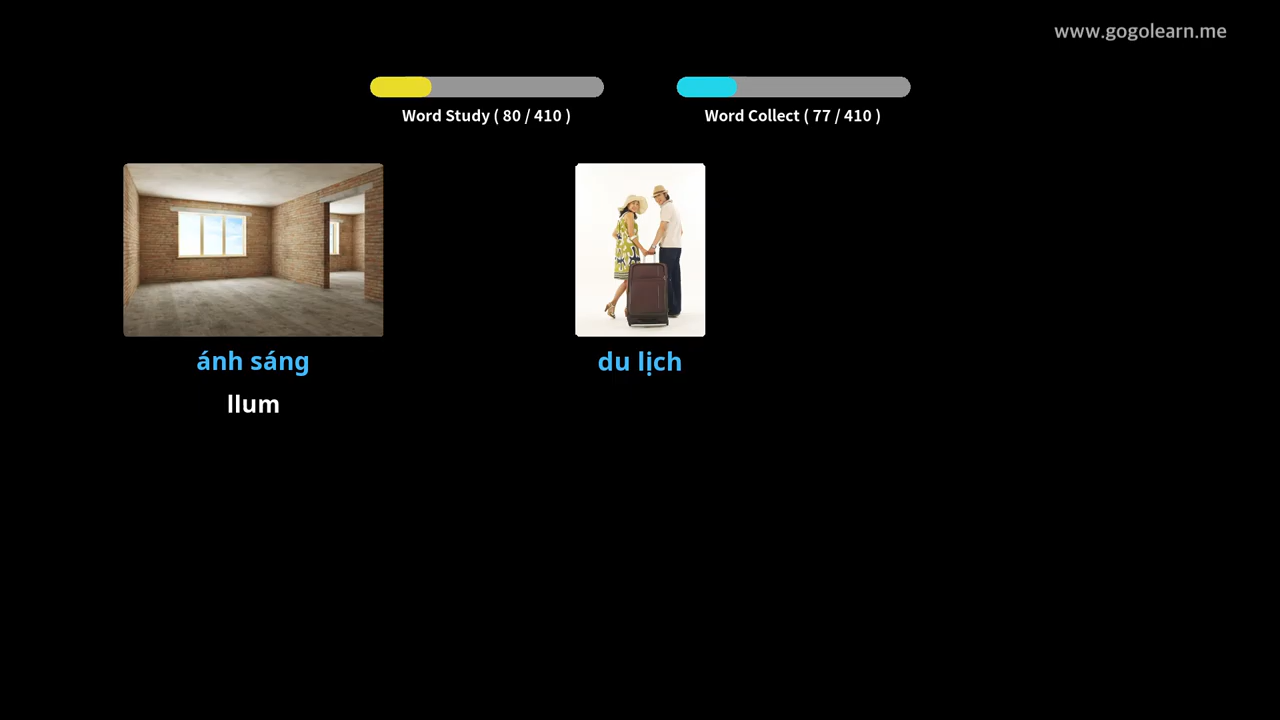 www.gogolearn.me
Word Study ( 80 / 410 )
Word Collect ( 77 / 410 )
ánh sáng
llum
du lịch